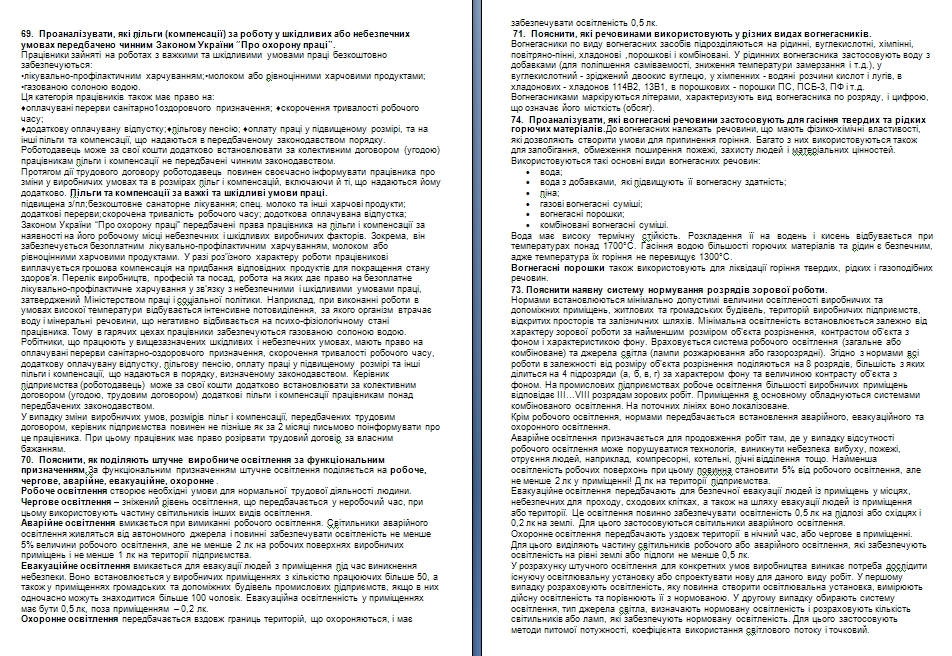 69. Проаналізувати, які пільги (компенсації) за роботу у шкідливих або небезпечних
умовах передбачено чинним Законом України "Про охорону праці".
Працівники зайняті на роботах з важкими та шкідливими умовами праці безкоштовно
забезпечуються:
•лікувально-профілактичним харчуванням;•молоком або рівноцінними харчовими продуктами;
•газованою солоною водою.
Ця категорія працівників також має право на:
♦оплачувані перерви санітарно1оздоровчого призначення; ♦скорочення тривалості робочого
часу;
♦додаткову оплачувану відпустку;♦пільгову пенсію; ♦оплату праці у підвищеному розмірі, та на
інші пільги та компенсації, що надаються в передбаченому законодавством порядку.
Роботодавець може за свої кошти додатково встановлювати за колективним договором (угодою)
працівникам пільги і компенсації не передбачені чинним законодавством.
Протягом дії трудового договору роботодавець повинен своєчасно інформувати працівника про
зміни у виробничих умовах та в розмірах пільг і компенсацій, включаючи й ті, що надаються йому
додатково. Пільги та компенсації за важкі та шкідливі умови праці.
підвищена з/пл;безкоштовне санаторне лікування; спец. молоко та інші харчові продукти;
додаткові перерви;скорочена тривалість робочого часу; додоткова оплачувана відпустка;
Законом України "Про охорону праці" передбачені права працівника на пільги і компенсації за
наявності на його робочому місці небезпечних і шкідливих виробничих факторів. Зокрема, він
забезпечується безоплатним лікувально-профілактичним харчуванням, молоком або
рівноцінними харчовими продуктами. У разі роз'їзного характеру роботи працівникові
виплачується грошова компенсація на придбання відповідних продуктів для покращення стану
здоров'я. Перелік виробництв, професій та посад, робота на яких дає право на безоплатне
лікувально-профілактичне харчування у зв'язку з небезпечними і шкідливими умовами праці,
затверджений Міністерством праці і соціальної політики. Наприклад, при виконанні роботи в
умовах високої температури відбувається інтенсивне потовиділення, за якого організм втрачає
воду і мінеральні речовини, що негативно відбивається на психо-фізіологічному стані
працівника. Тому в гарячих цехах працівники забезпечуються газованою солоною водою.
Робітники, що працюють у вищезазначених шкідливих і небезпечних умовах, мають право на
оплачувані перерви санітарно-оздоровчого призначення, скорочення тривалості робочого часу,
додаткову оплачувану відпустку, пільгову пенсію, оплату праці у підвищеному розмірі та інші
пільги і компенсації, що надаються в порядку, визначеному законодавством. Керівник
підприємства (роботодавець) може за свої кошти додатково встановлювати за колективним
договором (угодою, трудовим договором) додаткові пільги і компенсації працівникам понад
передбачених законодавством.
У випадку зміни виробничих умов, розмірів пільг і компенсацій, передбачених трудовим
договором, керівник підприємства повинен не пізніше як за 2 місяці письмово поінформувати про
це працівника. При цьому працівник має право розірвати трудовий договір за власним
бажанням.
70. Поясніть, як поділяють штучне виробниче освітлення за функціональним
призначенням.За функціональним призначенням штучне освітлення поділяється на робоче,
чергове, аварійне, евакуаційне, охоронне .
Робоче освітлення створює необхідні умови для нормальної трудової діяльності людини.
Чергове освітлення – знижений рівень освітлення, що передбачається у неробочий час, при
цьому використовують частину світильників інших видів освітлення.
Аварійне освітлення вмикається при вимиканні робочого освітлення. Світильники аварійного
освітлення живляться від автономного джерела і повинні забезпечувати освітленість не менше
5% величини робочого освітлення, але не менше 2 лк на робочих поверхнях виробничих
приміщень і не менше 1 лк на території підприємства.
Евакуаційне освітлення вмикається для евакуації людей з приміщення під час виникнення
небезпеки. Воно встановлюється у виробничих приміщеннях з кількістю працюючих більше 50, а
також у приміщеннях громадських та допоміжних будівель промислових підприємств, якщо в них
одночасно можуть знаходитися більше 100 чоловік. Евакуаційна освітленність у приміщеннях
має бути 0,5 лк, поза приміщенням – 0,2 лк.
Охоронне освітлення передбачається вздовж границь територій, що охороняються, і має
забезпечувати освітленість 0,5 лк.
71. Пояснити, які речовинами використовують у різних видах вогнегасників.
Вогнегасники по виду вогнегасних засобів підрозділяються на рідинні, вуглекислотні, хімпінні,
повітряно-пінні, хладонові ,порошкові і комбіновані. У рідинних вогнегасника застосовують воду з
добавками (для поліпшення саміваемості, зниження температури замерзання і т.д.), у
вуглекислотний - зріджений двоокис вуглецю, у хімпенних - водяні розчини кислот і лугів, в
хладонових - хладонов 114В2, 13В1, в порошкових - порошки ПС, ПСБ-3, ПФ і т.д.
Вогнегасниками маркіруються літерами, характеризують вид вогнегасника по розряду, і цифрою,
що означає його місткість (обсяг).
74. Проаналізувати, які вогнегасні речовини застосовують для гасіння твердих та рідких
горючих матеріалів.До вогнегасних належать речовини, що мають фізико-хімічні властивості,
які дозволяють створити умови для припинення горіння. Багато з них використовуються також
для запобігання, обмеження поширення пожежі, захисту людей і матеріальних цінностей.
Використовуються такі основні види вогнегасних речовин:
• вода;
• вода з добавками, які підвищують її вогнегасну здатність;
• піна;
• газові вогнегасні суміші;
• вогнегасні порошки;
• комбіновані вогнегасні суміші.
Вода має високу термічну стійкість. Розкладення її на водень і кисень відбувається при
температурах понад 1700°С. Гасіння водою більшості горючих матеріалів та рідин є безпечним,
адже температура їх горіння не перевищує 1300°С.
Вогнегасні порошки також використовують для ліквідації горіння твердих, рідких і газоподібних
речовин.
73. Поясніть наявну систему нормування розрядів зорової роботи.
Нормами встановлюються мінімально допустимі величини освітленості виробничих та
допоміжних приміщень, житлових та громадських будівель, територій виробничих підприємств,
відкритих просторів та залізничних шляхів. Мінімальна освітленість встановлюється залежно від
характеру зорової роботи за найменшим розміром об'єкта розрізнення, контрастом об'єкта з
фоном і характеристикою фону. Враховується система робочого освітлення (загальне або
комбіноване) та джерела світла (лампи розжарювання або газорозрядні). Згідно з нормами всі
роботи в залежності від розміру об'єкта розрізнення поділяються на 8 розрядів, більшість з яких
ділиться на 4 підрозряди (а, б, в, г) за характером фону та величиною контрасту об'єкта з
фоном. На промислових підприємствах робоче освітлення більшості виробничих приміщень
відповідає III…VIII розрядам зорових робіт. Приміщення в основному обладнуються системами
комбінованого освітлення. На поточних лініях воно локалізоване.
Крім робочого освітлення, нормами передбачається встановлення аварійного, евакуаційного та
охоронного освітлення.
Аварійне освітлення призначається для продовження робіт там, де у випадку відсутності
робочого освітлення може порушуватися технологія, виникнути небезпека вибуху, пожежі,
отруєння людей, наприклад, компресорні, котельні, пічні відділення тощо. Найменша
освітленість робочих поверхонь при цьому повинна становити 5% від робочого освітлення, але
не менше 2 лк у приміщенні! Д лк на території підприємства.
Евакуаційне освітлення передбачають для безпечної евакуації людей із приміщень у місцях,
небезпечних для проходу, сходових клітках, а також на шляху евакуації людей із приміщення
або території. Це освітлення повинно забезпечувати освітленість 0,5 лк на підлозі або східцях і
0,2 лк на землі. Для цього застосовуються світильники аварійного освітлення.
Охоронне освітлення передбачають уздовж території в нічний час, або чергове в приміщенні.
Для цього виділяють частину світильників робочого або аварійного освітлення, які забезпечують
освітленість на рівні землі або підлоги не менше 0,5 лк.
У розрахунку штучного освітлення для конкретних умов виробництва виникає потреба дослідити
існуючу освітлювальну установку або спроектувати нову для даного виду робіт. У першому
випадку розраховують освітленість, яку повинна створити освітлювальна установка, вимірюють
дійсну освітленість та порівнюють її з нормованою. У другому випадку обирають систему
освітлення, тип джерела світла, визначають нормовану освітленість і розраховують кількість
світильників або ламп, які забезпечують нормовану освітленість. Для цього застосовують
методи питомої потужності, коефіцієнта використання світлового потоку і точковий.